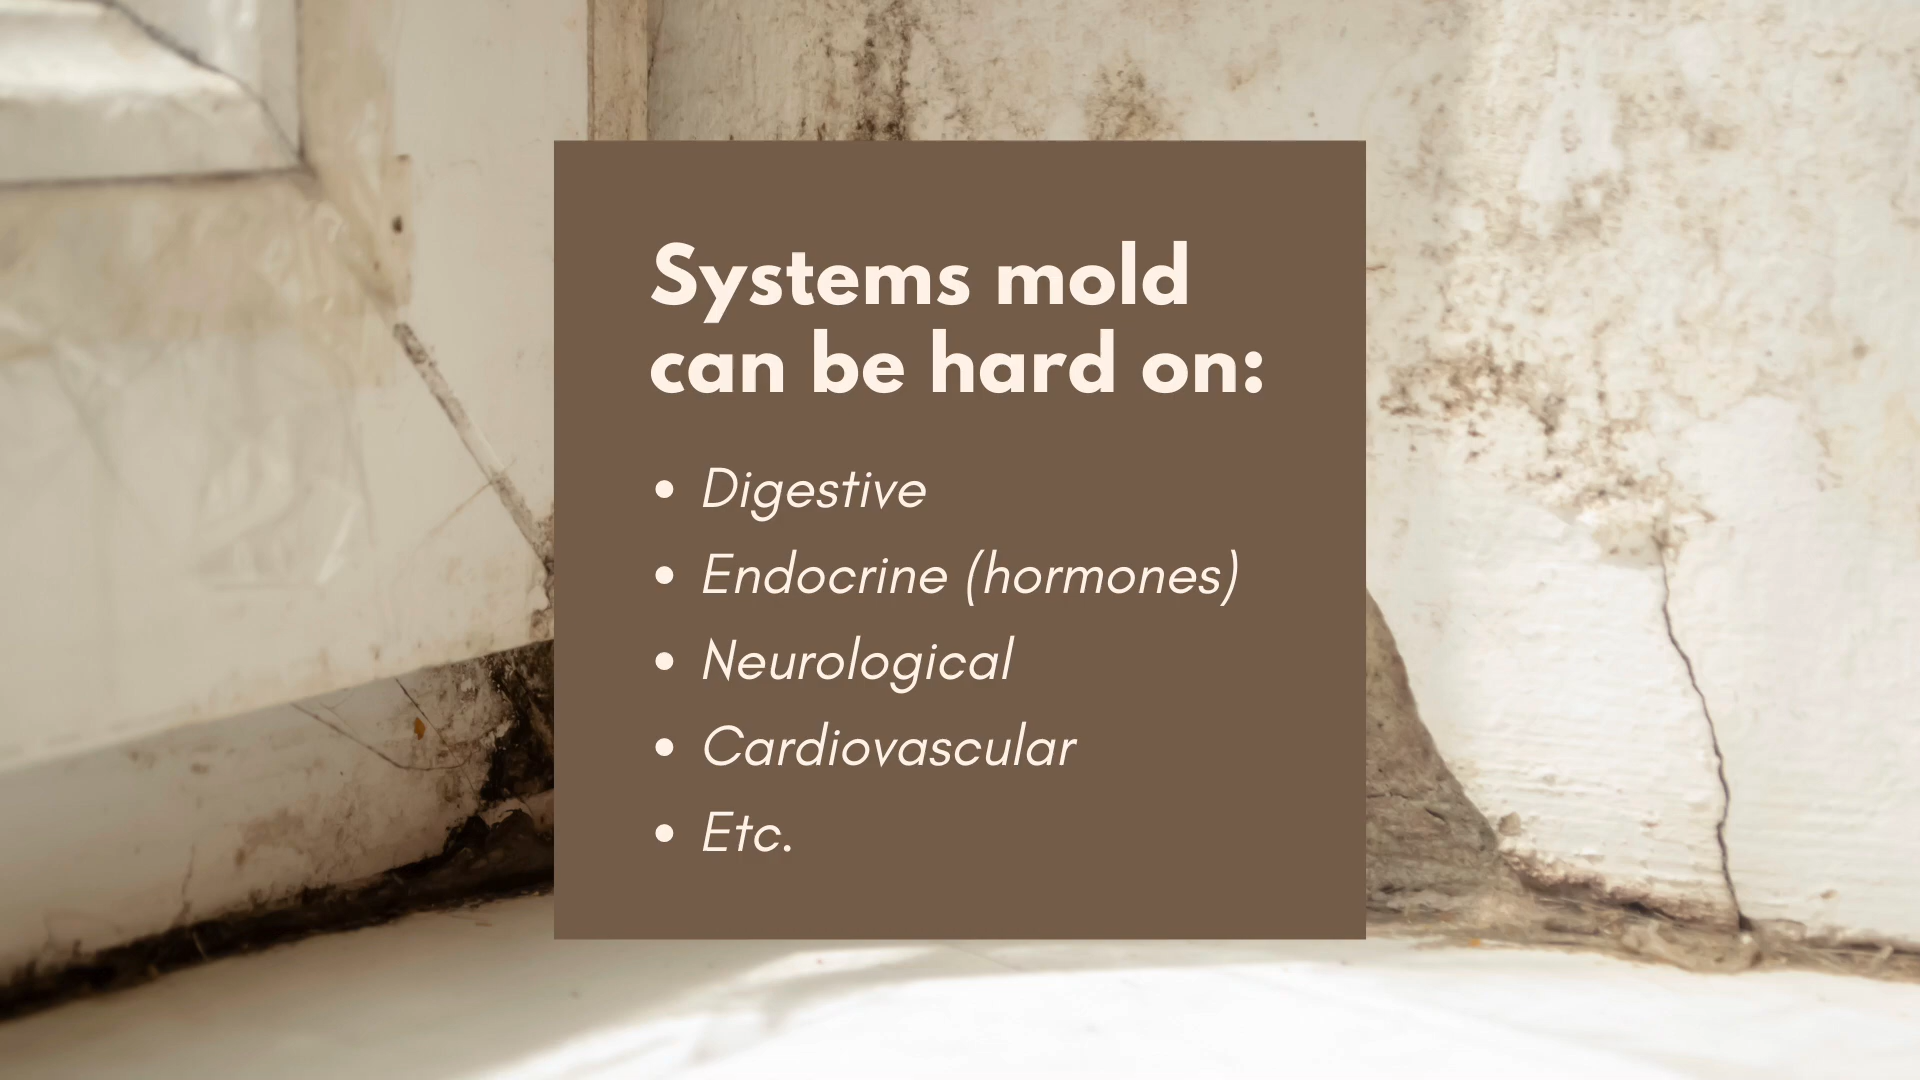 Systems mold
can be hard on:
• Digestive
• Endocrine (hormones)
• Neurological
• Cardiovascular
• Etc.